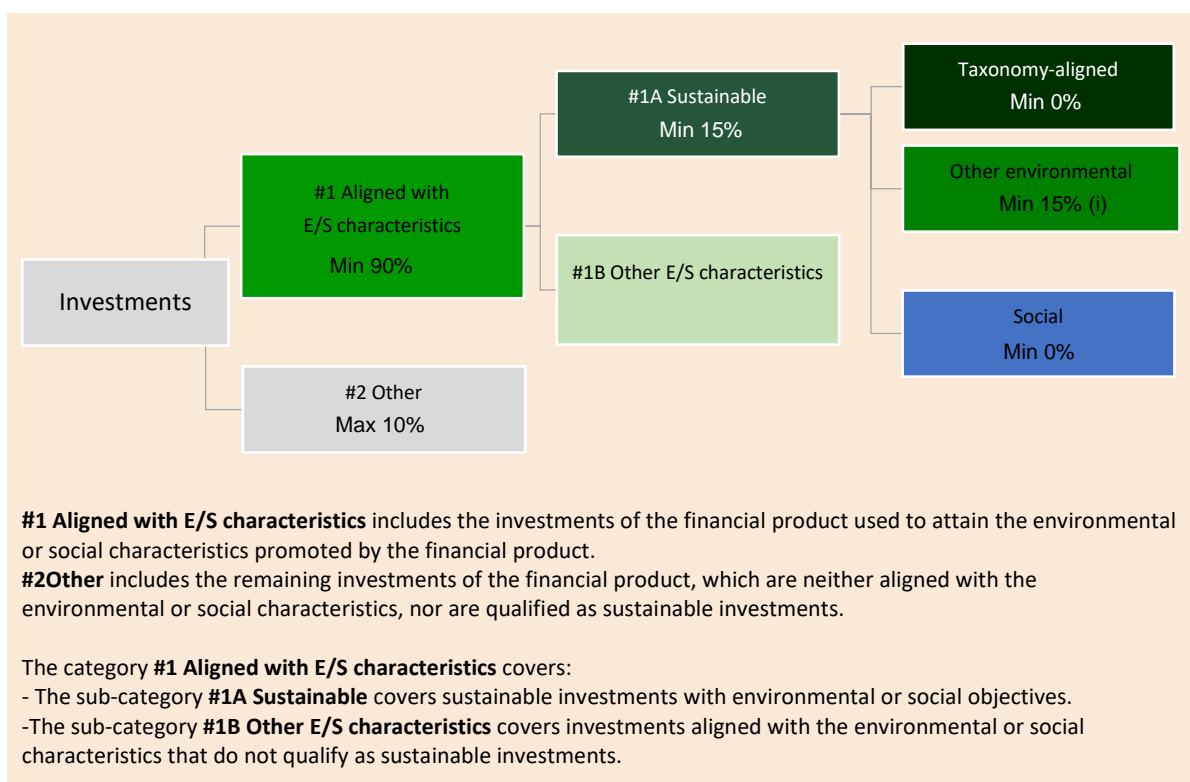 Investments
#1 Aligned with
E/S characteristics
Min 90%
#2 Other
Max 10%
#1A Sustainable
Min 15%
#1B Other E/S characteristics
Taxonomy-aligned
Min 0%
Other environmental
Min 15% (i)
Social
Min 0%
#1 Aligned with E/S characteristics includes the investments of the financial product used to attain the environmental
or social characteristics promoted by the financial product.
#2Other includes the remaining investments of the financial product, which are neither aligned with the
environmental or social characteristics, nor are qualified as sustainable investments.
The category #1 Aligned with E/S characteristics covers:
- The sub-category #1A Sustainable covers sustainable investments with environmental or social objectives.
-The sub-category #1B Other E/S characteristics covers investments aligned with the environmental or social
characteristics that do not qualify as sustainable investments.